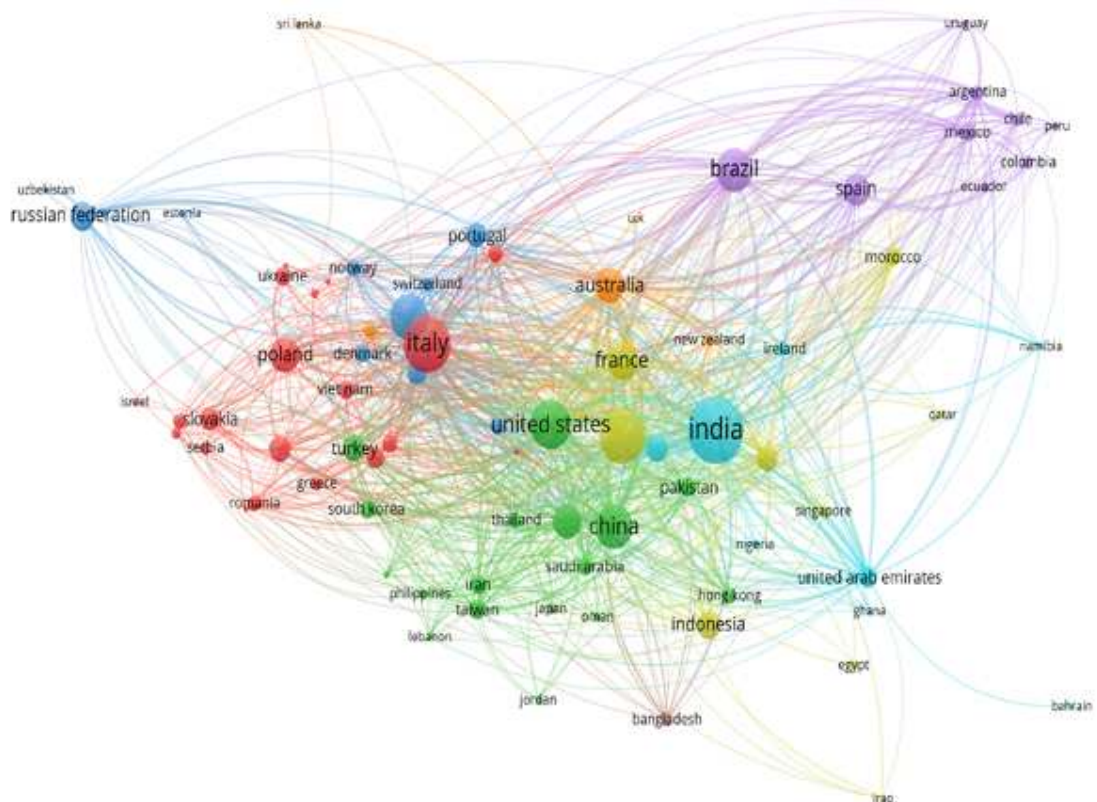 sri lanka
uruguay
argentina
chile
peru
mexico
colombia
ecuador
brazil
spain
uzbekistan
russian federation
estonia
portugal
morocco
ukraine
norway
switzerland
australia
italy
new zealand
ireland
namibia
poland
denmark
france
vietnam
israel
slovakia
qatar
united states
india
serbia
turkey
greece
pakistan
romania
south korea
thailand
china
singapore
nigeria
saudi arabia
united arab emirates
philippines
iran
hong kong
taiwan
japan
oman
ghana
indonesia
lebanon
egypt
jordan
bangladesh
bahrain
iraq